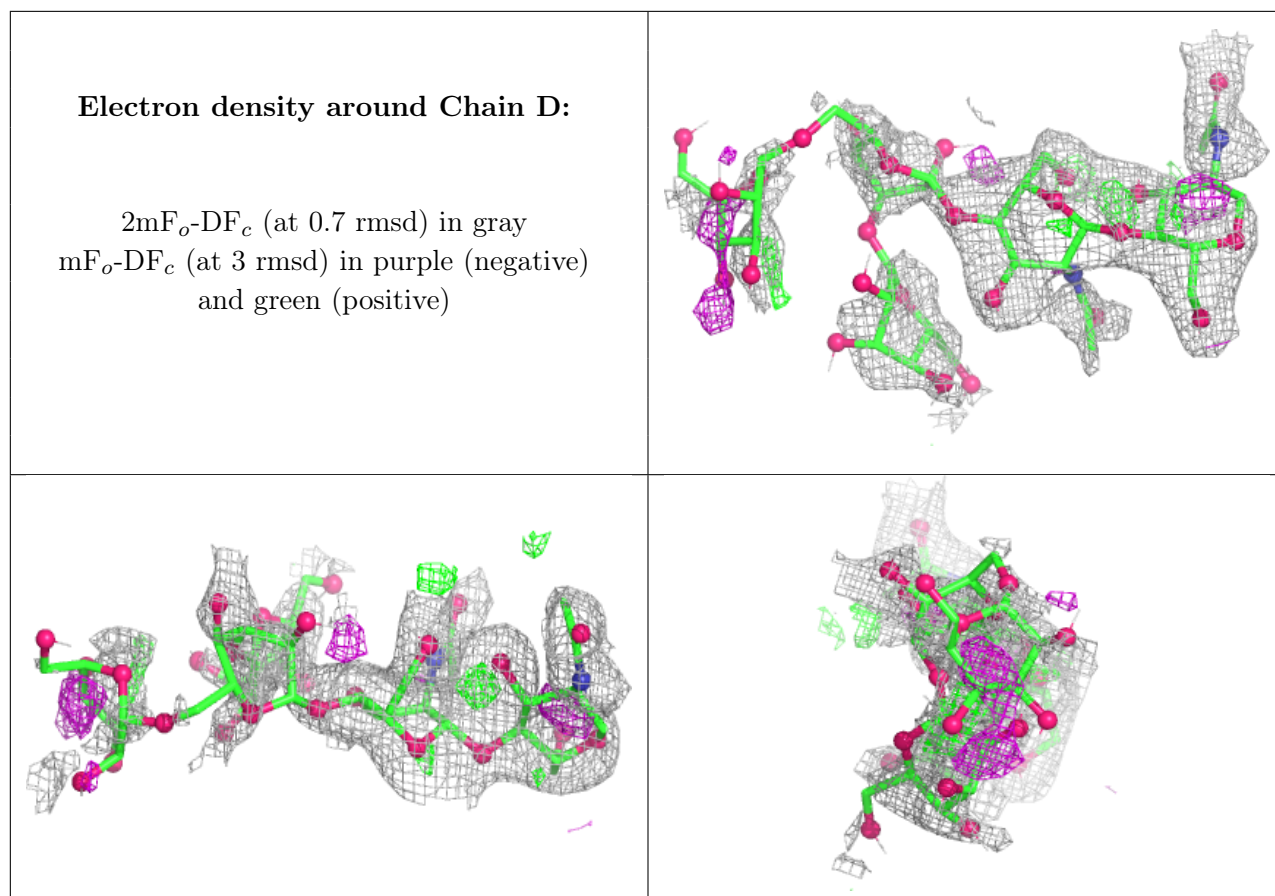 Electron density around Chain D:
2mFo-DFc (at 0.7 rmsd) in gray
mFo-DFc (at 3 rmsd) in purple (negative)
and green (positive)